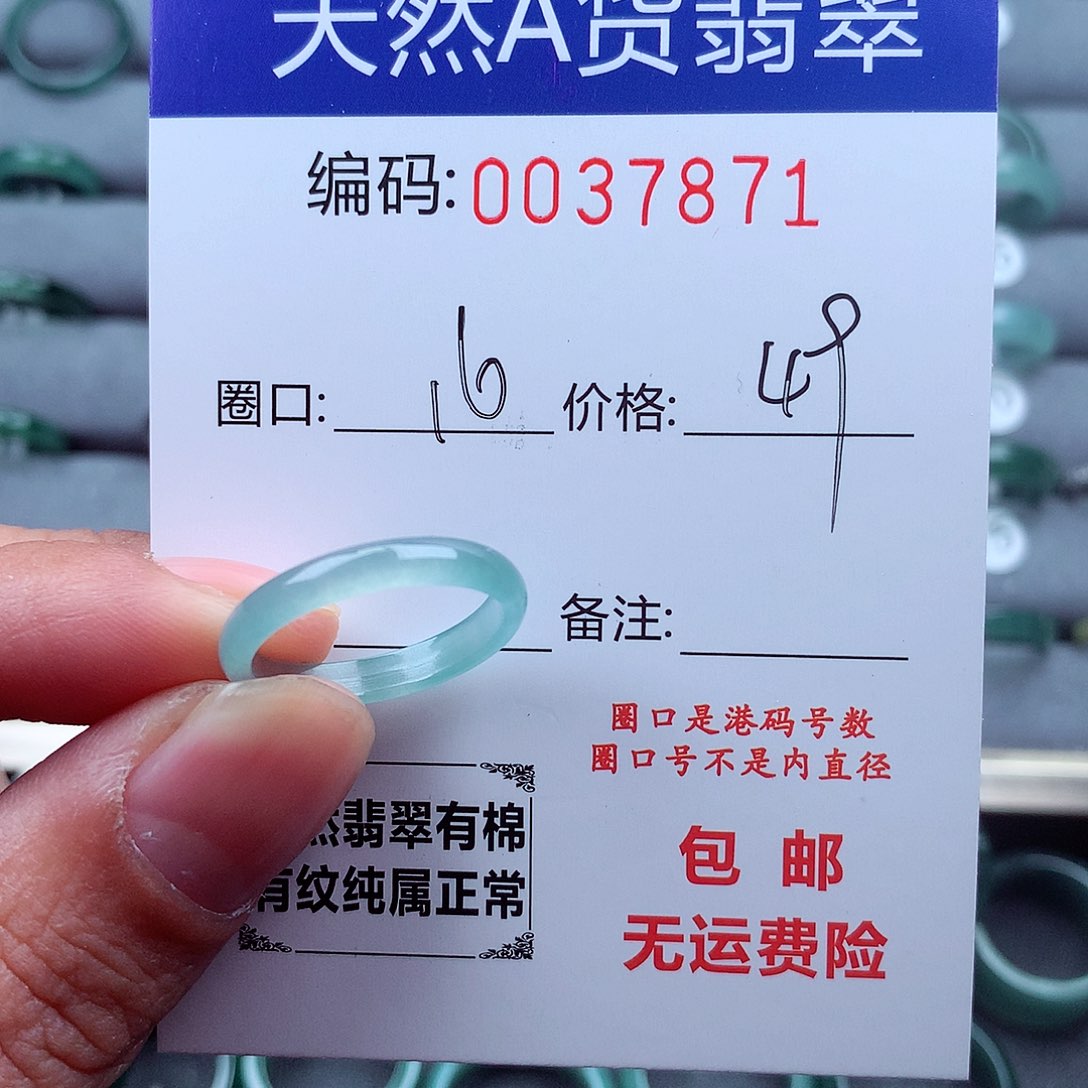 天然A货翡翠
编码:0037871
圈口: 16 价格: 49
备注:
圈口是港码号数
圈口号不是内直径
然翡翠有棉
有纹纯属正常
包 邮
无运费险